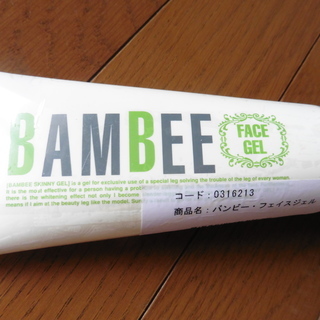 BAMBEE
FACE
GEL
[BAMBEE SKINNY GEL] is a gel for exclusive use of a special leg solving the trouble of the leg of every woman.
it is the most effective for a person having a
there is the whitening effect not only I become
means if I aim at the beauty leg like the model.
コード：0316213
商品名：バンビー・フェイスジェル